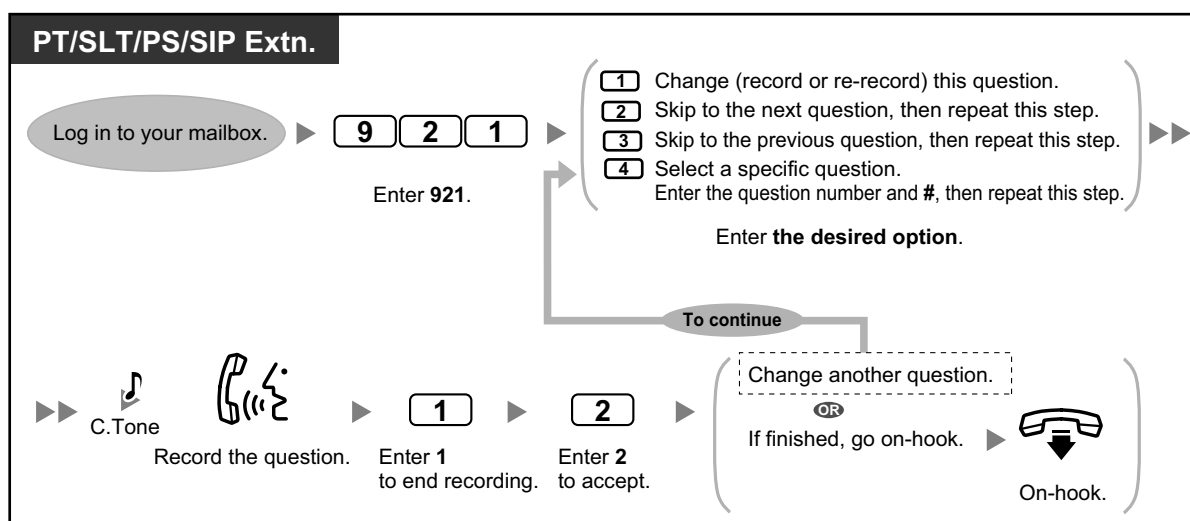 PT/SLT/PS/SIP Extn.
Log in to your mailbox.
9 2 1
Enter 921.
1 Change (record or re-record) this question.
2 Skip to the next question, then repeat this step.
3 Skip to the previous question, then repeat this step.
4 Select a specific question.
Enter the question number and #, then repeat this step.
Enter the desired option.
To continue
C.Tone
Record the question.
1
Enter 1
to end recording.
2
Enter 2
to accept.
Change another question.
OR
If finished, go on-hook.
On-hook.